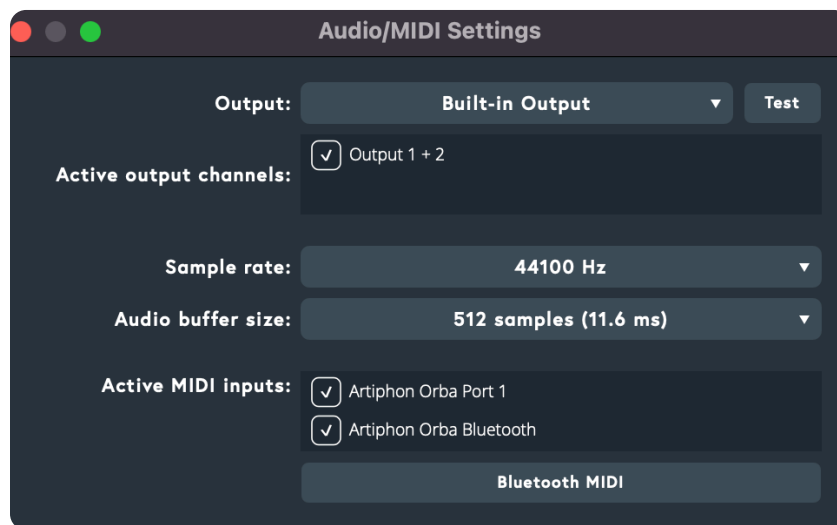 Audio/MIDI Settings
Output: Built-in Output Test
Active output channels: Output 1 + 2
Sample rate: 44100 Hz
Audio buffer size: 512 samples (11.6 ms)
Active MIDI inputs: Artiphon Orba Port 1
Artiphon Orba Bluetooth
Bluetooth MIDI